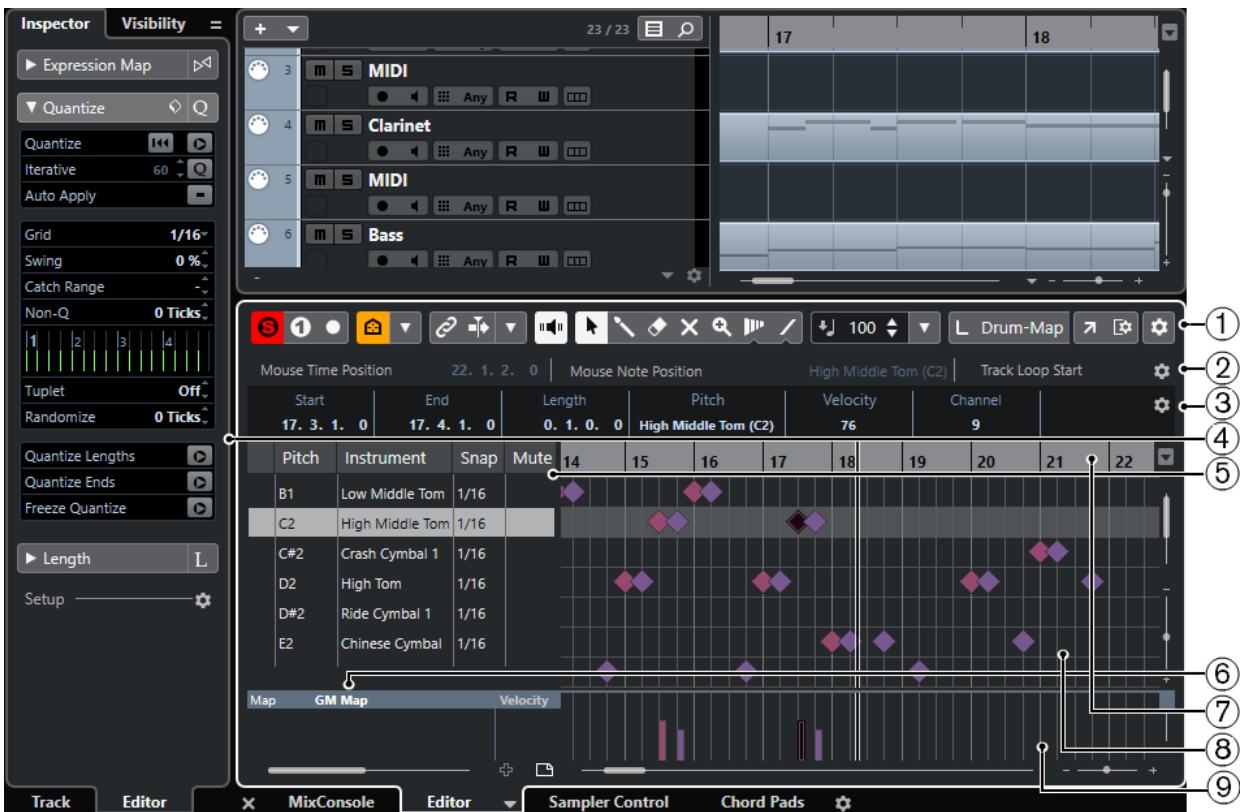 Inspector Visibility
Expression Map
Quantize Q
Quantize
Iterative 60 Q
Auto Apply
Grid 1/16
Swing 0 %
Catch Range -
Non-Q 0 Ticks
1 2 3 4
Tuplet Off
Randomize 0 Ticks
Quantize Lengths
Quantize Ends
Freeze Quantize
Length L
Setup
Track Editor
+ 23 / 23
17 18
3 m S MIDI
Any R W
4 m S Clarinet
Any R W
5 m S MIDI
Any R W
6 m S Bass
Any R W
S 1 100 L Drum-Map
Mouse Time Position 22. 1. 2. 0 Mouse Note Position High Middle Tom (C2) Track Loop Start
Start End Length Pitch Velocity Channel
17. 3. 1. 0 17. 4. 1. 0 0. 1. 0. 0 High Middle Tom (C2) 76 9
Pitch Instrument Snap Mute 14 15 16 17 18 19 20 21 22
B1 Low Middle Tom 1/16
C2 High Middle Tom 1/16
C#2 Crash Cymbal 1 1/16
D2 High Tom 1/16
D#2 Ride Cymbal 1 1/16
E2 Chinese Cymbal 1/16
Map GM Map Velocity
MixConsole Editor Sampler Control Chord Pads
1
2
3
4
5
6
7
8
9